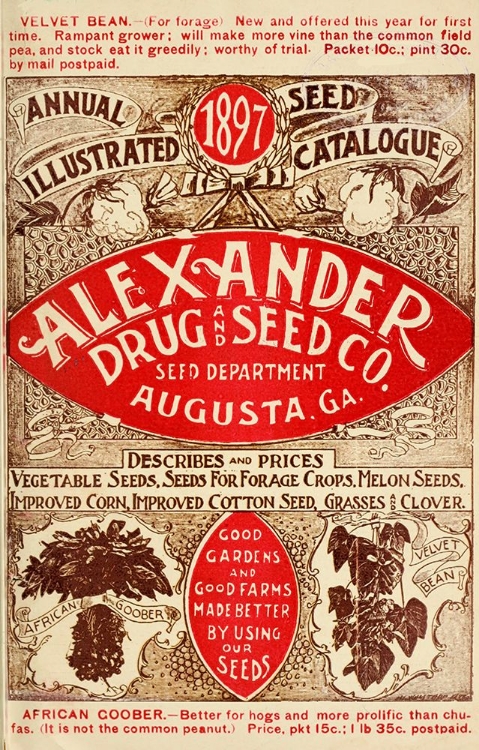 VELVET BEAN.—(For forage) New and offered this year for first
time. Rampant grower; will make more vine than the common field
pea, and stock eat it greedily; worthy of trial. Packet 10c.; pint 30c.
by mail postpaid.
ANNUAL 1897 SEED
ILLUSTRATED CATALOGUE
ALEXANDER
DRUG AND SEED CO.
SEED DEPARTMENT
AUGUSTA. GA.
DESCRIBES AND PRICES
VEGETABLE SEEDS, SEEDS FOR FORAGE CROPS, MELON SEEDS,
IMPROVED CORN, IMPROVED COTTON SEED, GRASSES & CLOVER.
GOOD
GARDENS
AND
GOOD FARMS
MADE BETTER
BY USING
OUR
SEEDS
AFRICAN GOOBER
VELVET
BEAN
AFRICAN GOOBER.—Better for hogs and more prolific than chu-
fas. (It is not the common peanut.) Price, pkt 15c.; 1 lb 35c. postpaid.